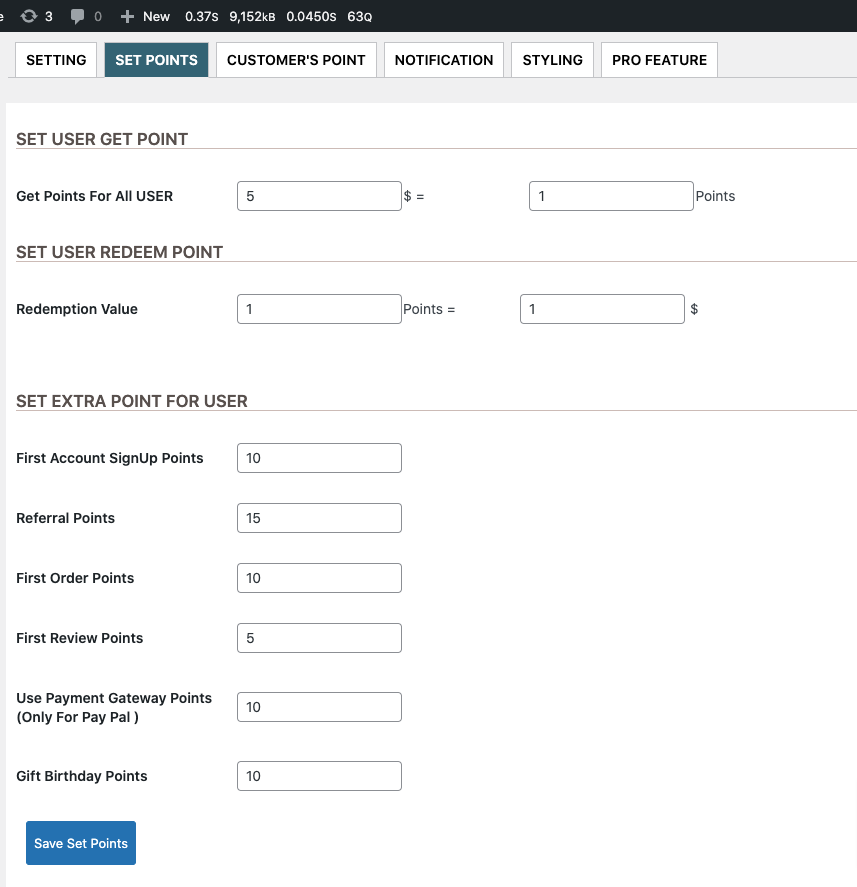 e 3 0 New 0.37s 9,152KB 0.0450s 63Q
SETTING SET POINTS CUSTOMER'S POINT NOTIFICATION STYLING PRO FEATURE
SET USER GET POINT
Get Points For All USER 5 $ = 1 Points
SET USER REDEEM POINT
Redemption Value 1 Points = 1 $
SET EXTRA POINT FOR USER
First Account SignUp Points 10
Referral Points 15
First Order Points 10
First Review Points 5
Use Payment Gateway Points
(Only For Pay Pal ) 10
Gift Birthday Points 10
Save Set Points